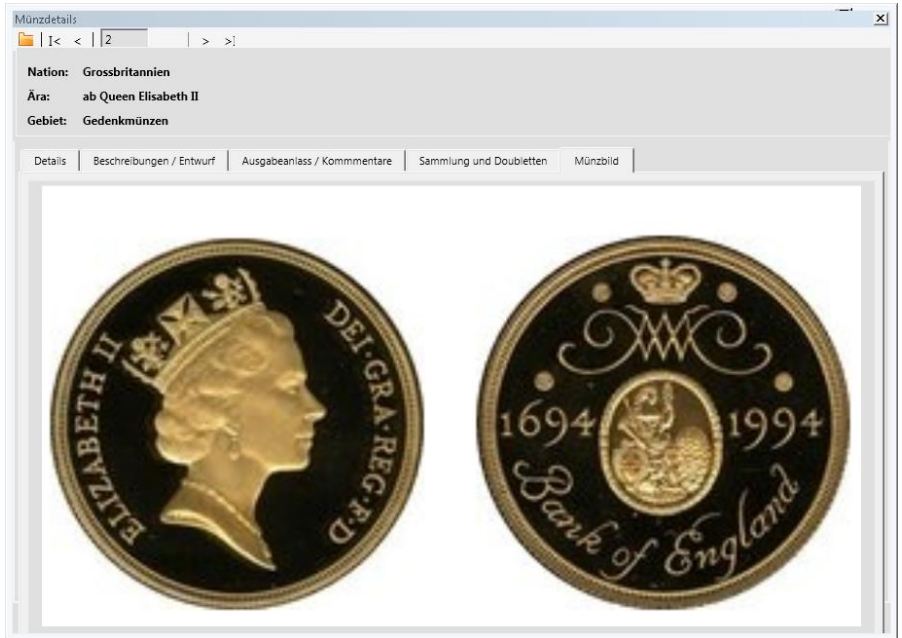 Münzdetails
I< < 2 > >I
Nation: Grossbritannien
Ära: ab Queen Elisabeth II
Gebiet: Gedenkmünzen
Details Beschreibungen / Entwurf Ausgabeanlass / Kommmentare Sammlung und Doubletten Münzbild
ELIZABETH II DEI·GRA·REG·F·D
1694 1994
Bank of England